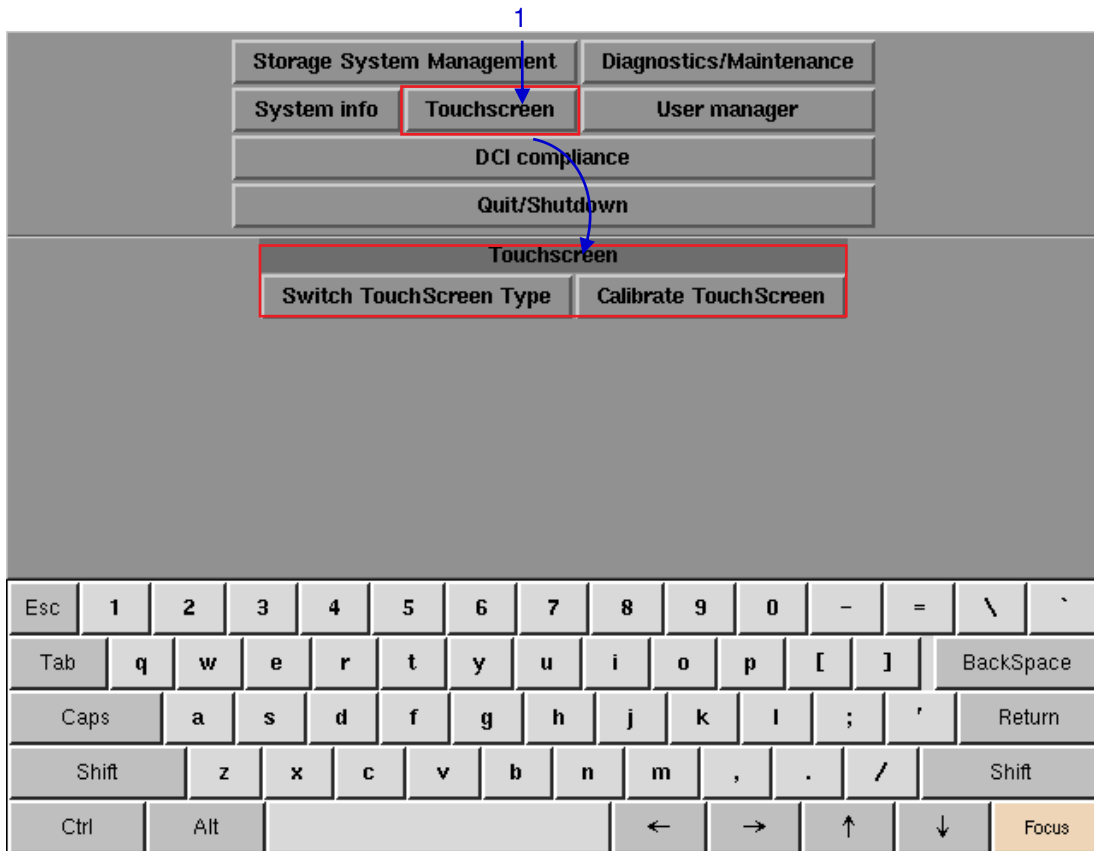 1
Storage System Management Diagnostics/Maintenance
System info Touchscreen User manager
DCI compliance
Quit/Shutdown
Touchscreen
Switch TouchScreen Type Calibrate TouchScreen
Esc 1 2 3 4 5 6 7 8 9 0 - = \ `
Tab q w e r t y u i o p [ ] BackSpace
Caps a s d f g h j k l ; ' Return
Shift z x c v b n m , . / Shift
Ctrl Alt ← → ↑ ↓ Focus